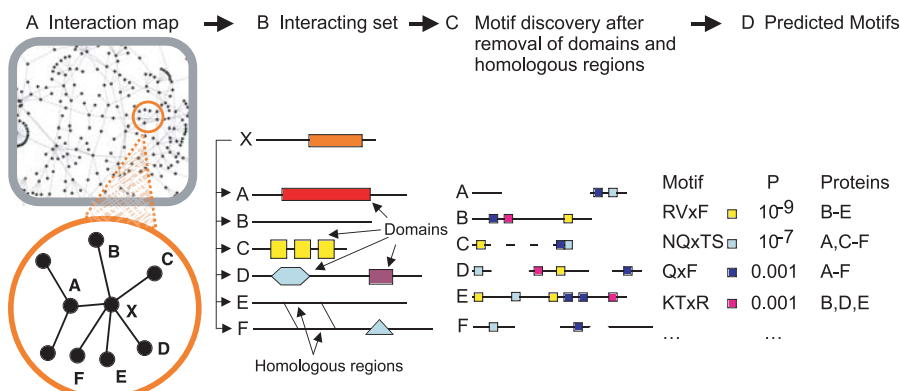 A Interaction map
B Interacting set
C Motif discovery after
removal of domains and
homologous regions
D Predicted Motifs
B
C
A
X
D
F
E
X
A
B
C
D
E
F
Domains
Homologous regions
A
B
C
D
E
F
Motif P Proteins
RVxF 10-9 B-E
NQxTS 10-7 A,C-F
QxF 0.001 A-F
KTxR 0.001 B,D,E
... ...